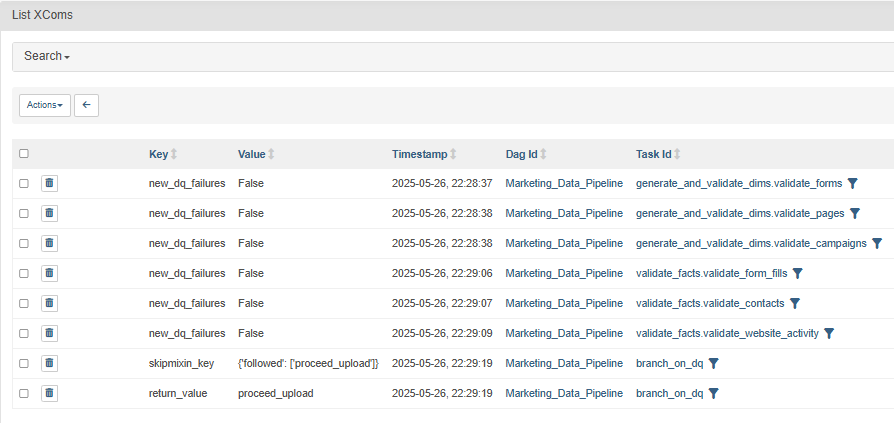 List XComs
Search
Actions
Key Value Timestamp Dag Id Task Id
new_dq_failures False 2025-05-26, 22:28:37 Marketing_Data_Pipeline generate_and_validate_dims.validate_forms
new_dq_failures False 2025-05-26, 22:28:38 Marketing_Data_Pipeline generate_and_validate_dims.validate_pages
new_dq_failures False 2025-05-26, 22:28:38 Marketing_Data_Pipeline generate_and_validate_dims.validate_campaigns
new_dq_failures False 2025-05-26, 22:29:06 Marketing_Data_Pipeline validate_facts.validate_form_fills
new_dq_failures False 2025-05-26, 22:29:07 Marketing_Data_Pipeline validate_facts.validate_contacts
new_dq_failures False 2025-05-26, 22:29:09 Marketing_Data_Pipeline validate_facts.validate_website_activity
skipmixin_key {'followed': ['proceed_upload']} 2025-05-26, 22:29:19 Marketing_Data_Pipeline branch_on_dq
return_value proceed_upload 2025-05-26, 22:29:19 Marketing_Data_Pipeline branch_on_dq